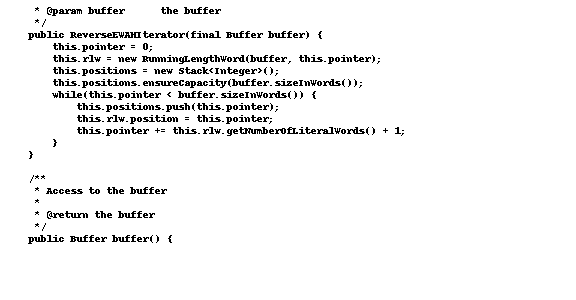 * @param buffer      the buffer
 */
public ReverseEWAHIterator(final Buffer buffer) {
    this.pointer = 0;
    this.rlw = new RunningLengthWord(buffer, this.pointer);
    this.positions = new Stack<Integer>();
    this.positions.ensureCapacity(buffer.sizeInWords());
    while(this.pointer < buffer.sizeInWords()) {
        this.positions.push(this.pointer);
        this.rlw.position = this.pointer;
        this.pointer += this.rlw.getNumberOfLiteralWords() + 1;
    }
}

/**
 * Access to the buffer
 *
 * @return the buffer
 */
public Buffer buffer() {